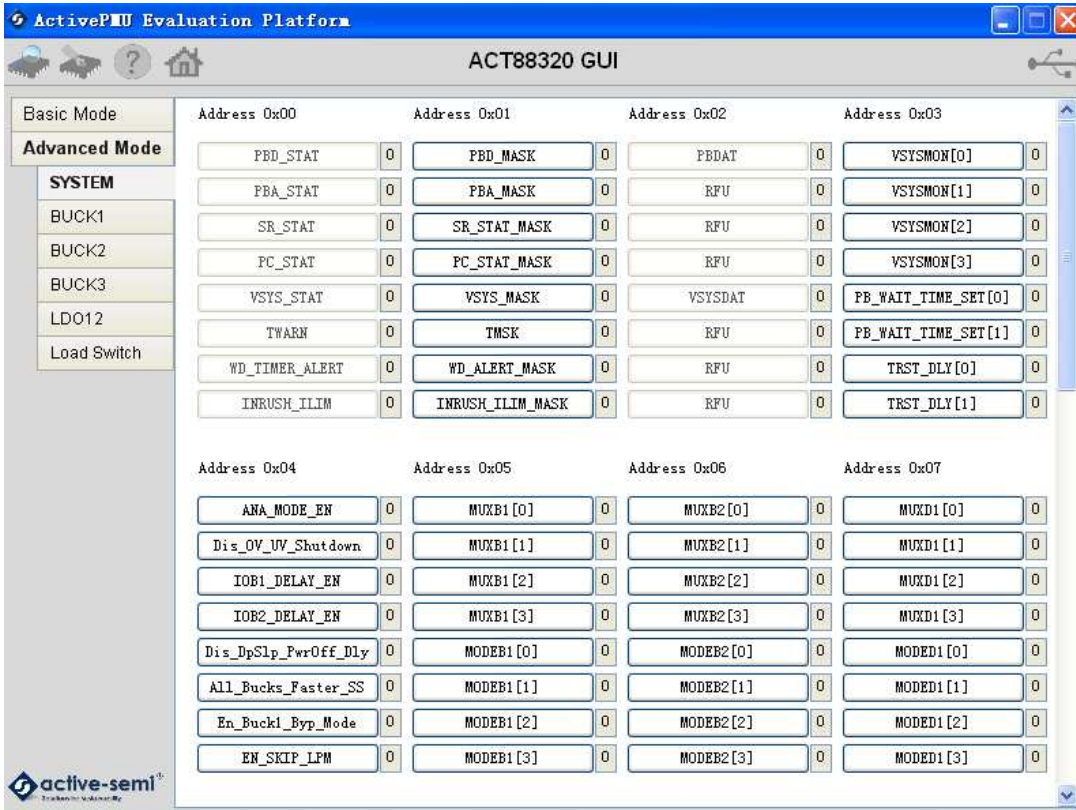 ActivePMU Evaluation Platform
ACT88320 GUI
Basic Mode
Advanced Mode
SYSTEM
BUCK1
BUCK2
BUCK3
LDO12
Load Switch
Address 0x00 Address 0x01 Address 0x02 Address 0x03
PBD_STAT 0 PBD_MASK 0 PBDAT 0 VSYSMON[0] 0
PBA_STAT 0 PBA_MASK 0 RFU 0 VSYSMON[1] 0
SR_STAT 0 SR_STAT_MASK 0 RFU 0 VSYSMON[2] 0
PC_STAT 0 PC_STAT_MASK 0 RFU 0 VSYSMON[3] 0
VSYS_STAT 0 VSYS_MASK 0 VSYSDAT 0 PB_WAIT_TIME_SET[0] 0
TWARN 0 TMSK 0 RFU 0 PB_WAIT_TIME_SET[1] 0
WD_TIMER_ALERT 0 WD_ALERT_MASK 0 RFU 0 TRST_DLY[0] 0
INRUSH_ILIM 0 INRUSH_ILIM_MASK 0 RFU 0 TRST_DLY[1] 0
Address 0x04 Address 0x05 Address 0x06 Address 0x07
ANA_MODE_EN 0 MUXB1[0] 0 MUXB2[0] 0 MUXD1[0] 0
Dis_OV_UV_Shutdown 0 MUXB1[1] 0 MUXB2[1] 0 MUXD1[1] 0
IOB1_DELAY_EN 0 MUXB1[2] 0 MUXB2[2] 0 MUXD1[2] 0
IOB2_DELAY_EN 0 MUXB1[3] 0 MUXB2[3] 0 MUXD1[3] 0
Dis_DpSlp_PwrOff_Dly 0 MODEB1[0] 0 MODEB2[0] 0 MODED1[0] 0
All_Bucks_Faster_SS 0 MODEB1[1] 0 MODEB2[1] 0 MODED1[1] 0
En_Buck1_Byp_Mode 0 MODEB1[2] 0 MODEB2[2] 0 MODED1[2] 0
EN_SKIP_LPM 0 MODEB1[3] 0 MODEB2[3] 0 MODED1[3] 0
active-semi